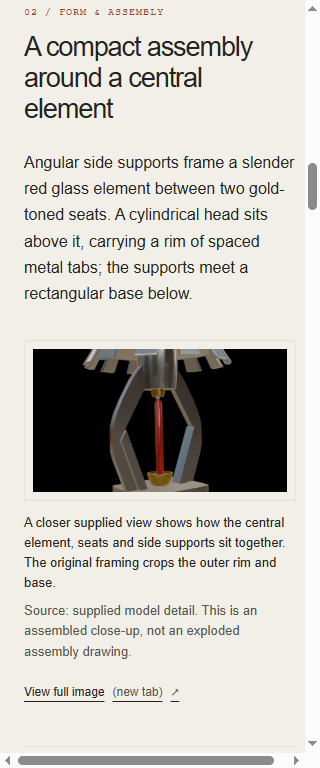 02 / FORM & ASSEMBLY
A compact assembly
around a central
element
Angular side supports frame a slender
red glass element between two gold-
toned seats. A cylindrical head sits
above it, carrying a rim of spaced
metal tabs; the supports meet a
rectangular base below.
A closer supplied view shows how the central
element, seats and side supports sit together.
The original framing crops the outer rim and
base.
Source: supplied model detail. This is an
assembled close-up, not an exploded
assembly drawing.
View full image (new tab) ↗